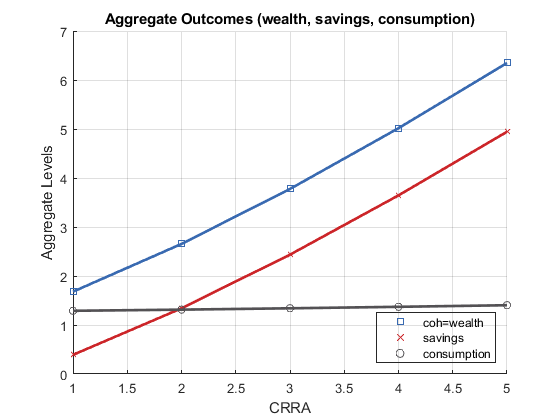 Aggregate Outcomes (wealth, savings, consumption)
7
6
5
4
3
2
1
0
Aggregate Levels
coh=wealth
savings
consumption
1 1.5 2 2.5 3 3.5 4 4.5 5
CRRA